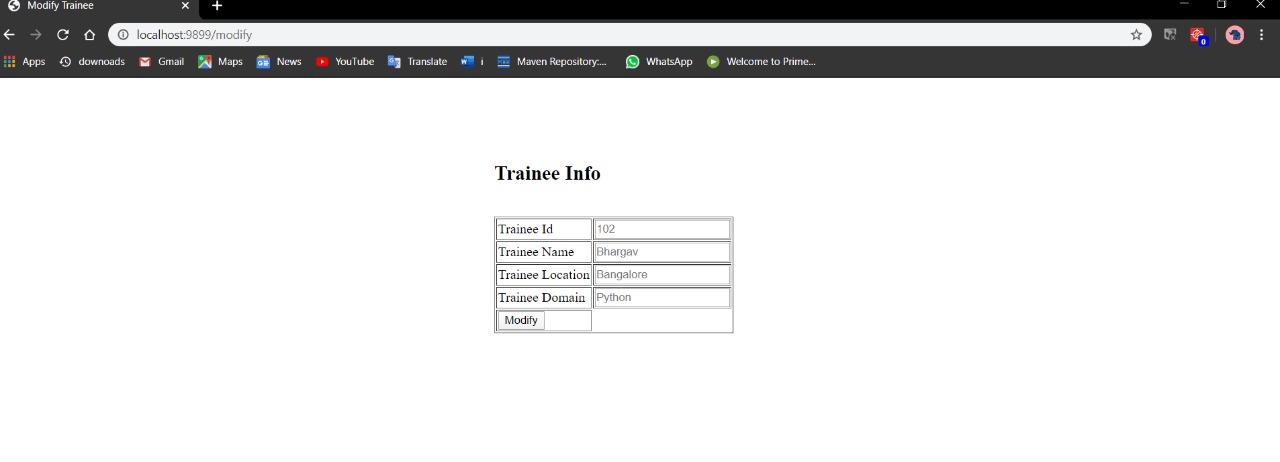 Modify Trainee
localhost:9899/modify
Apps downoads Gmail Maps News YouTube Translate i Maven Repository:... WhatsApp Welcome to Prime...
Trainee Info
Trainee Id 102
Trainee Name Bhargav
Trainee Location Bangalore
Trainee Domain Python
Modify